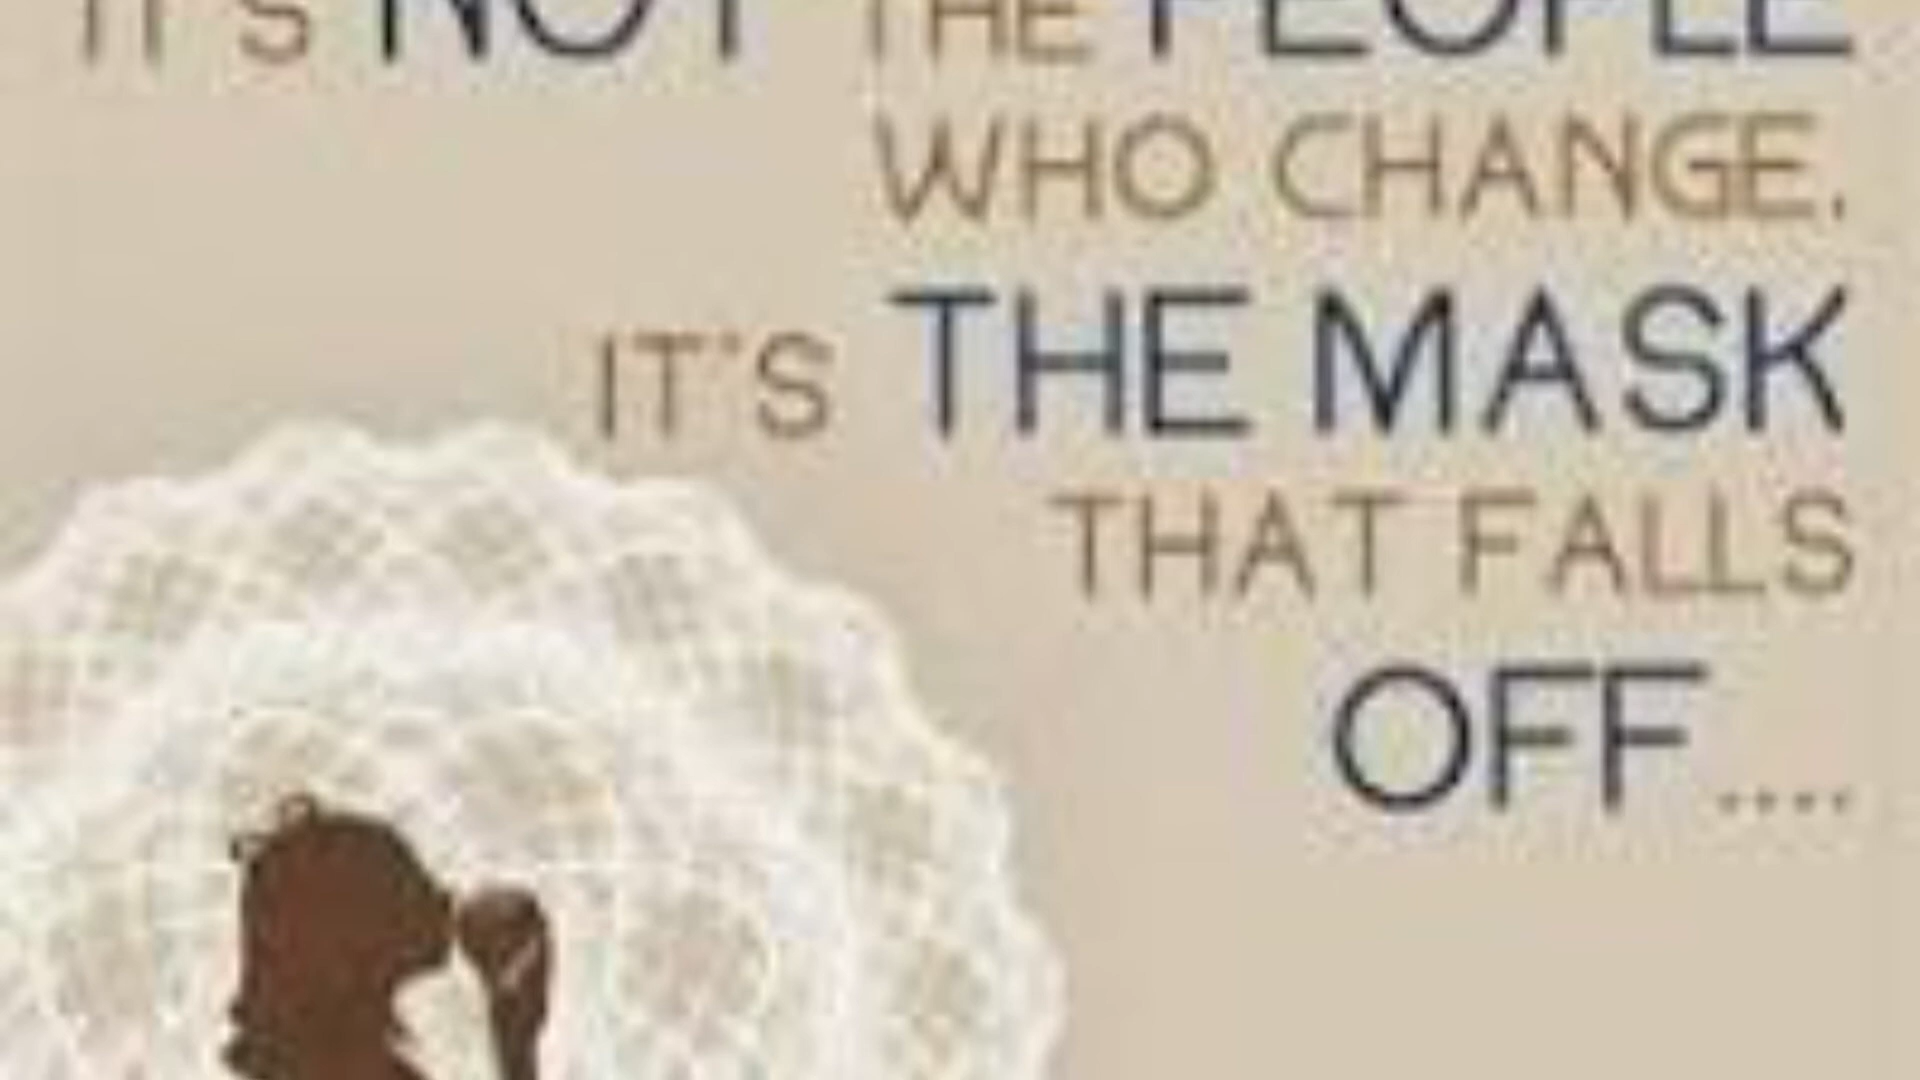 IT'S NOT THE PEOPLE
WHO CHANGE.
IT'S THE MASK
THAT FALLS
OFF ....